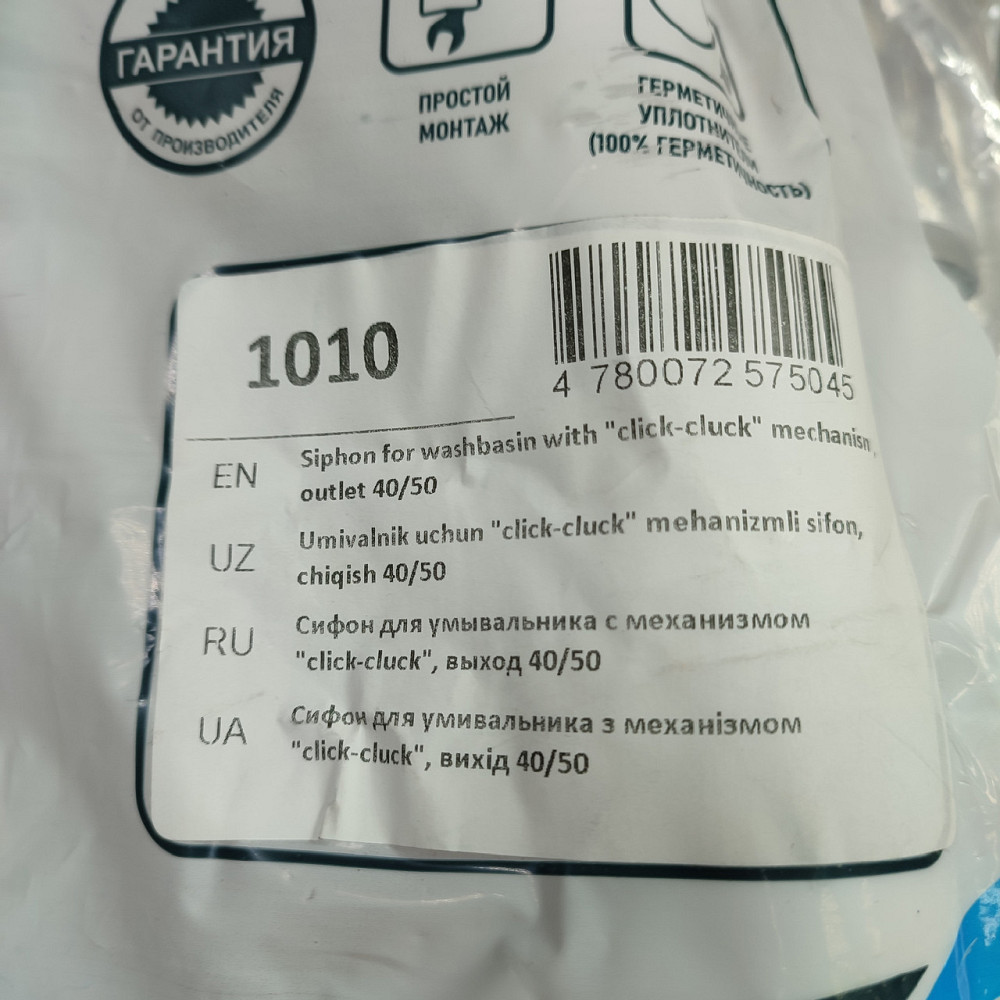 ГАРАНТИЯ
ОТ ПРОИЗВОДИТЕЛЯ
ПРОСТОЙ
МОНТАЖ
(100%
1010
4 780072 575045
EN
Siphon for washbasin with "click-cluck"
outlet 40/50
UZ
Umivalnik uchun "click-cluck" mehanizmli sifon,
chiqish 40/50
RU
Сифон для умывальника с механизмом
"click-cluck", выход 40/50
UA
Сифон для умивальника з механізмом
"click-cluck", вихід 40/50